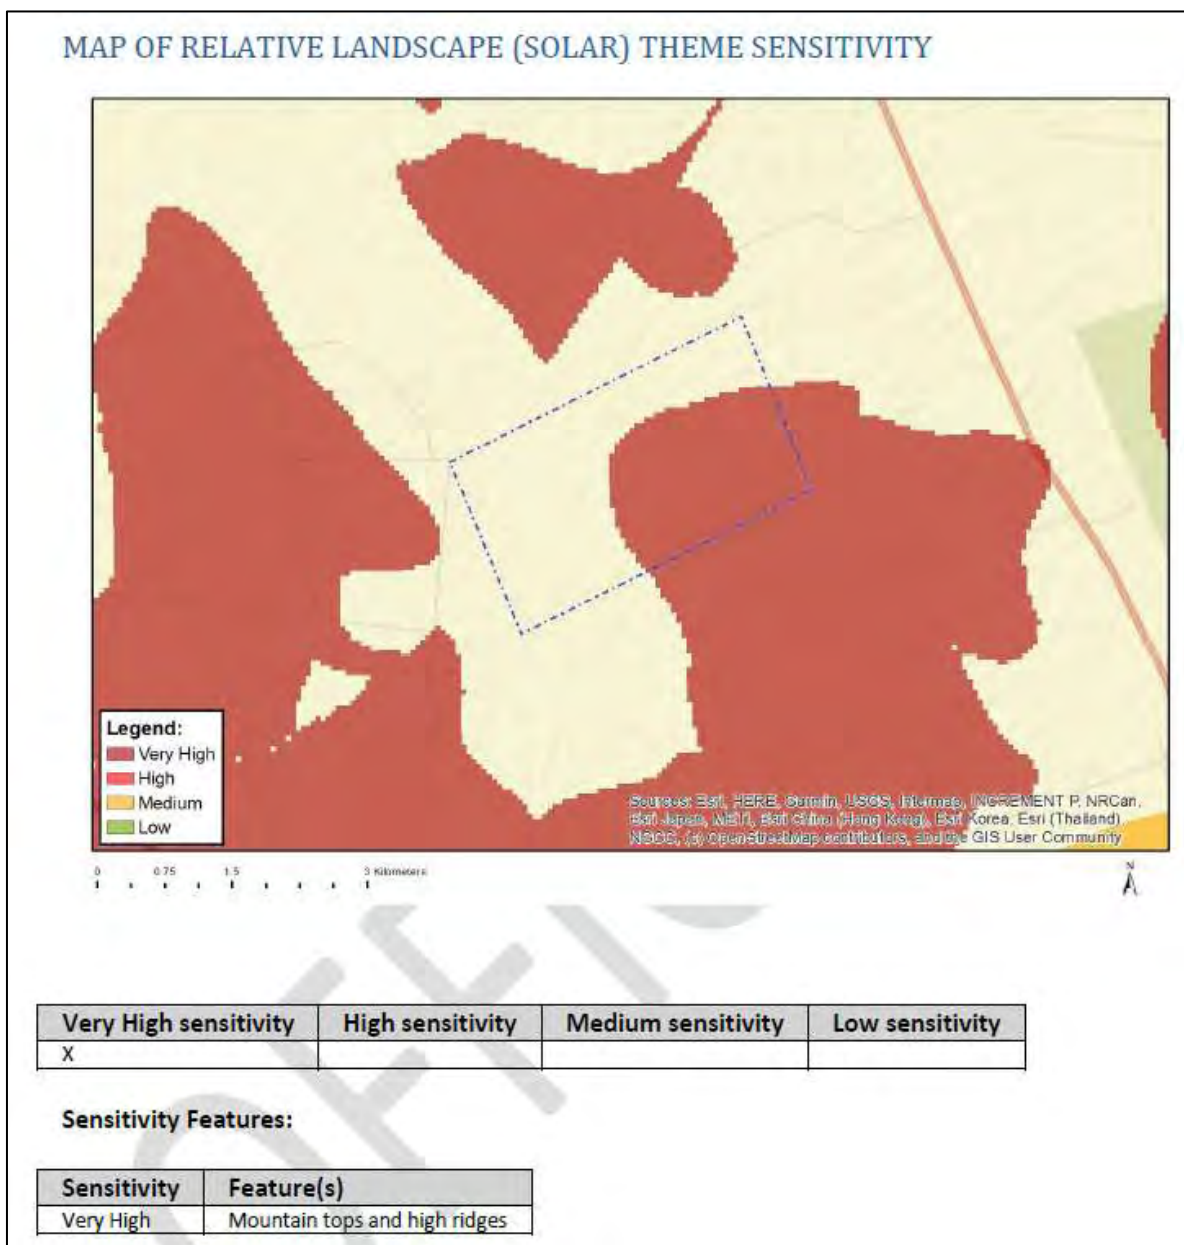 MAP OF RELATIVE LANDSCAPE (SOLAR) THEME SENSITIVITY
Legend:
Very High
High
Medium
Low
Sources: Esri, HERE, Garmin, USGS, Intermap, INCREMENT P, NRCan,
Esri Japan, METI, Esri China (Hong Kong), Esri Korea, Esri (Thailand),
NGCC, (c) OpenStreetMap contributors, and the GIS User Community
0 0.75 1.5 3 Kilometers
N
Very High sensitivity High sensitivity Medium sensitivity Low sensitivity
X
Sensitivity Features:
Sensitivity Feature(s)
Very High Mountain tops and high ridges